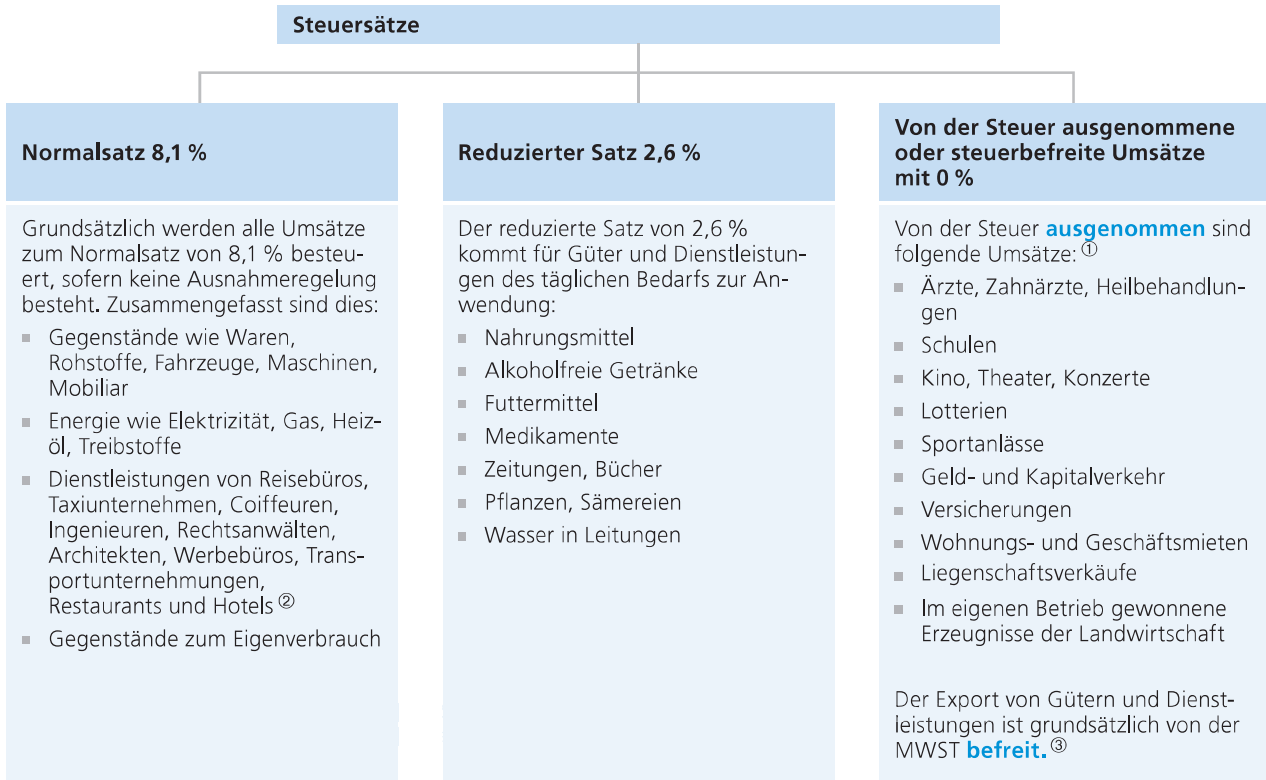 Steuersätze
Normalsatz 8,1 %
Grundsätzlich werden alle Umsätze
zum Normalsatz von 8,1 % besteu-
ert, sofern keine Ausnahmeregelung
besteht. Zusammengefasst sind dies:
■ Gegenstände wie Waren,
Rohstoffe, Fahrzeuge, Maschinen,
Mobiliar
■ Energie wie Elektrizität, Gas, Heiz-
öl, Treibstoffe
■ Dienstleistungen von Reisebüros,
Taxiunternehmen, Coiffeuren,
Ingenieuren, Rechtsanwälten,
Architekten, Werbebüros, Trans-
portunternehmungen,
Restaurants und Hotels ②
■ Gegenstände zum Eigenverbrauch
Reduzierter Satz 2,6 %
Der reduzierte Satz von 2,6 %
kommt für Güter und Dienstleistun-
gen des täglichen Bedarfs zur An-
wendung:
■ Nahrungsmittel
■ Alkoholfreie Getränke
■ Futtermittel
■ Medikamente
■ Zeitungen, Bücher
■ Pflanzen, Sämereien
■ Wasser in Leitungen
Von der Steuer ausgenommene
oder steuerbefreite Umsätze
mit 0 %
Von der Steuer ausgenommen sind
folgende Umsätze: ①
■ Ärzte, Zahnärzte, Heilbehandlun-
gen
■ Schulen
■ Kino, Theater, Konzerte
■ Lotterien
■ Sportanlässe
■ Geld- und Kapitalverkehr
■ Versicherungen
■ Wohnungs- und Geschäftsmieten
■ Liegenschaftsverkäufe
■ Im eigenen Betrieb gewonnene
Erzeugnisse der Landwirtschaft
Der Export von Gütern und Dienst-
leistungen ist grundsätzlich von der
MWST befreit. ③